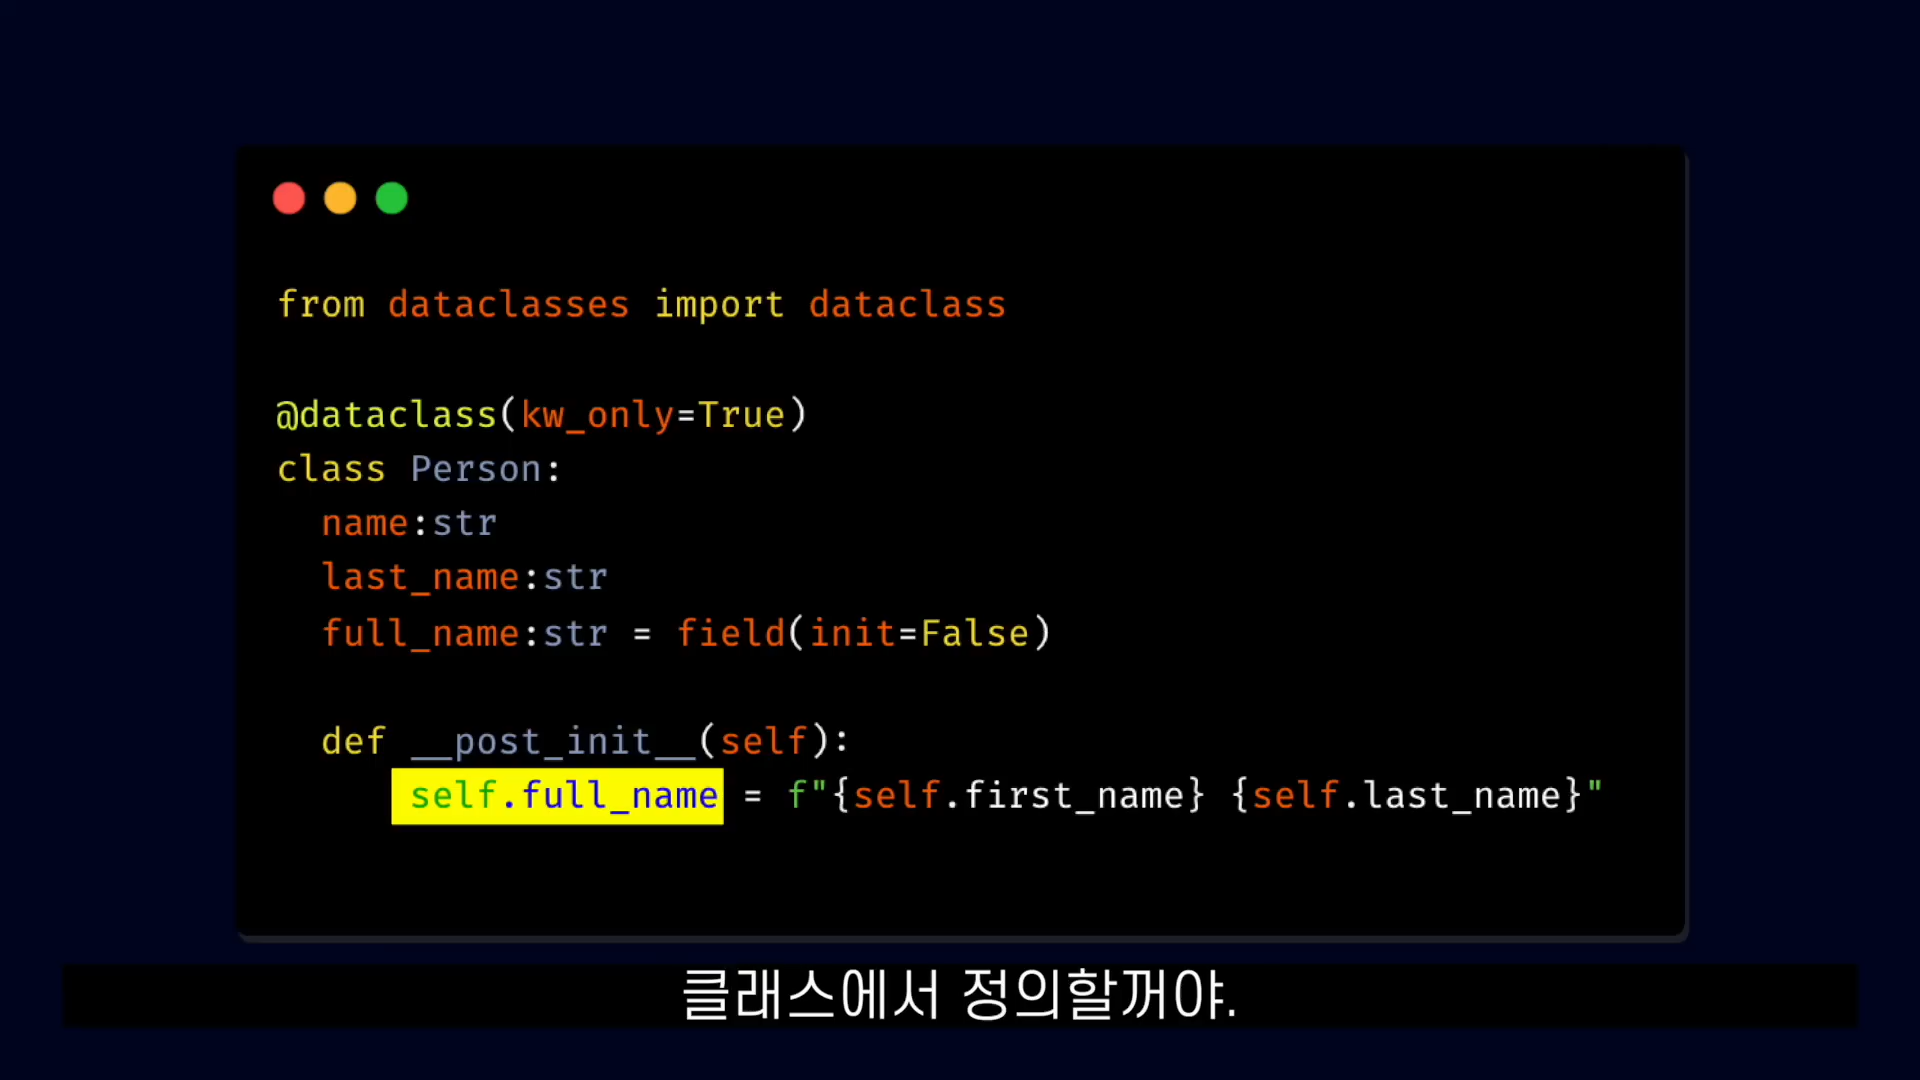 from dataclasses import dataclass
@dataclass(kw_only=True)
class Person:
name:str
last_name:str
full_name:str = field(init=False)
def __post_init__(self):
self.full_name = f"{self.first_name} {self.last_name}"
클래스에서 정의할꺼야.